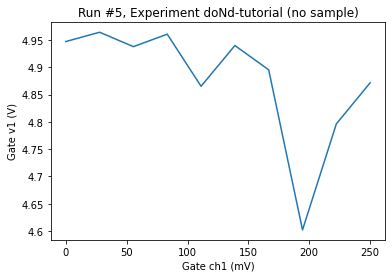 Run #5, Experiment doNd-tutorial (no sample)
4.95
4.9
4.85
4.8
4.75
4.7
4.65
4.6
Gate v1 (V)
0 50 100 150 200 250
Gate ch1 (mV)